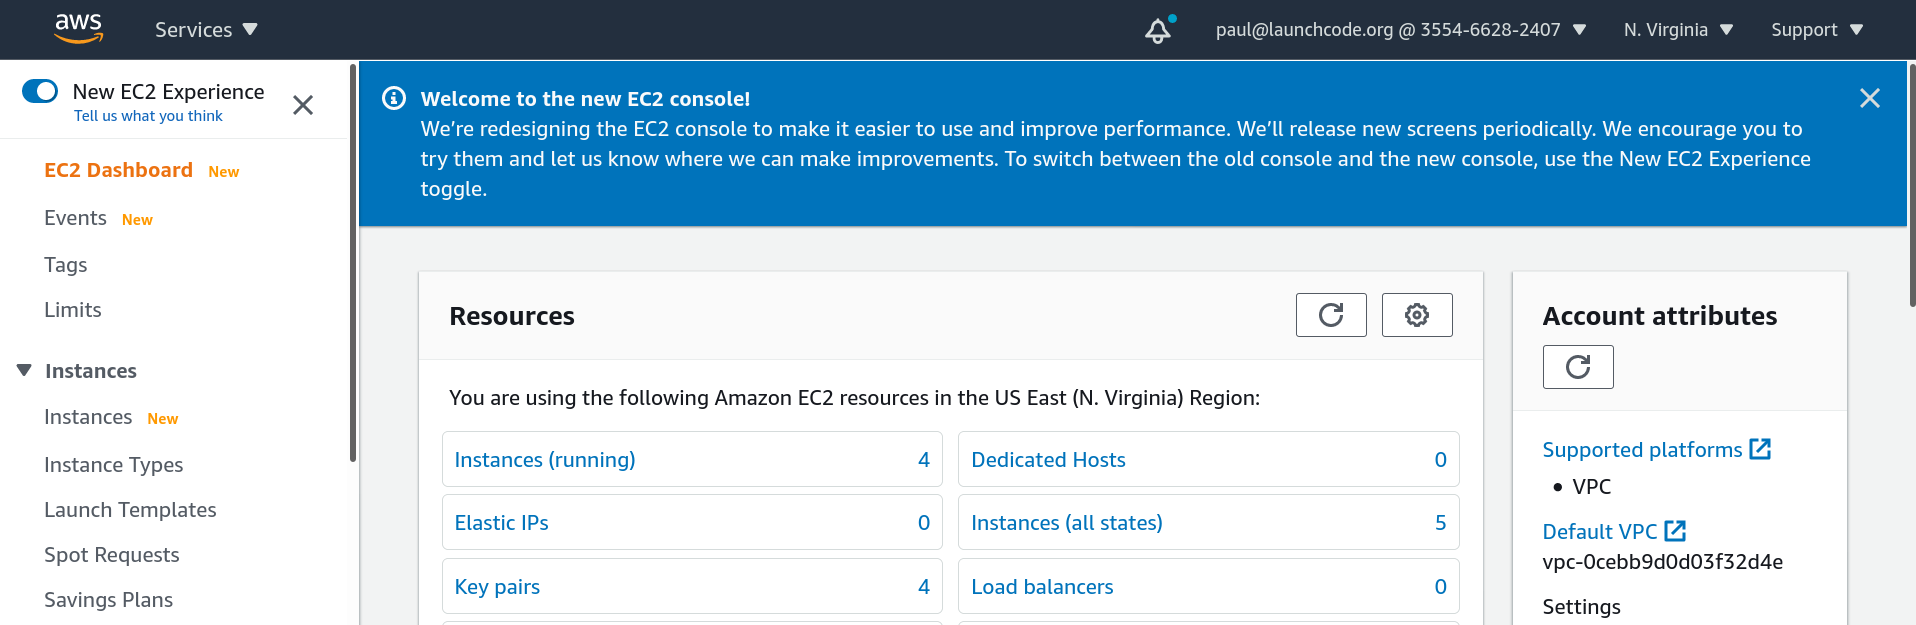 aws
Services
paul@launchcode.org @ 3554-6628-2407
N. Virginia
Support
New EC2 Experience
Tell us what you think
EC2 Dashboard New
Events New
Tags
Limits
Instances
Instances New
Instance Types
Launch Templates
Spot Requests
Savings Plans
Welcome to the new EC2 console!
We’re redesigning the EC2 console to make it easier to use and improve performance. We’ll release new screens periodically. We encourage you to
try them and let us know where we can make improvements. To switch between the old console and the new console, use the New EC2 Experience
toggle.
Resources
You are using the following Amazon EC2 resources in the US East (N. Virginia) Region:
Instances (running) 4
Dedicated Hosts 0
Elastic IPs 0
Instances (all states) 5
Key pairs 4
Load balancers 0
Account attributes
Supported platforms
• VPC
Default VPC
vpc-0cebb9d0d03f32d4e
Settings